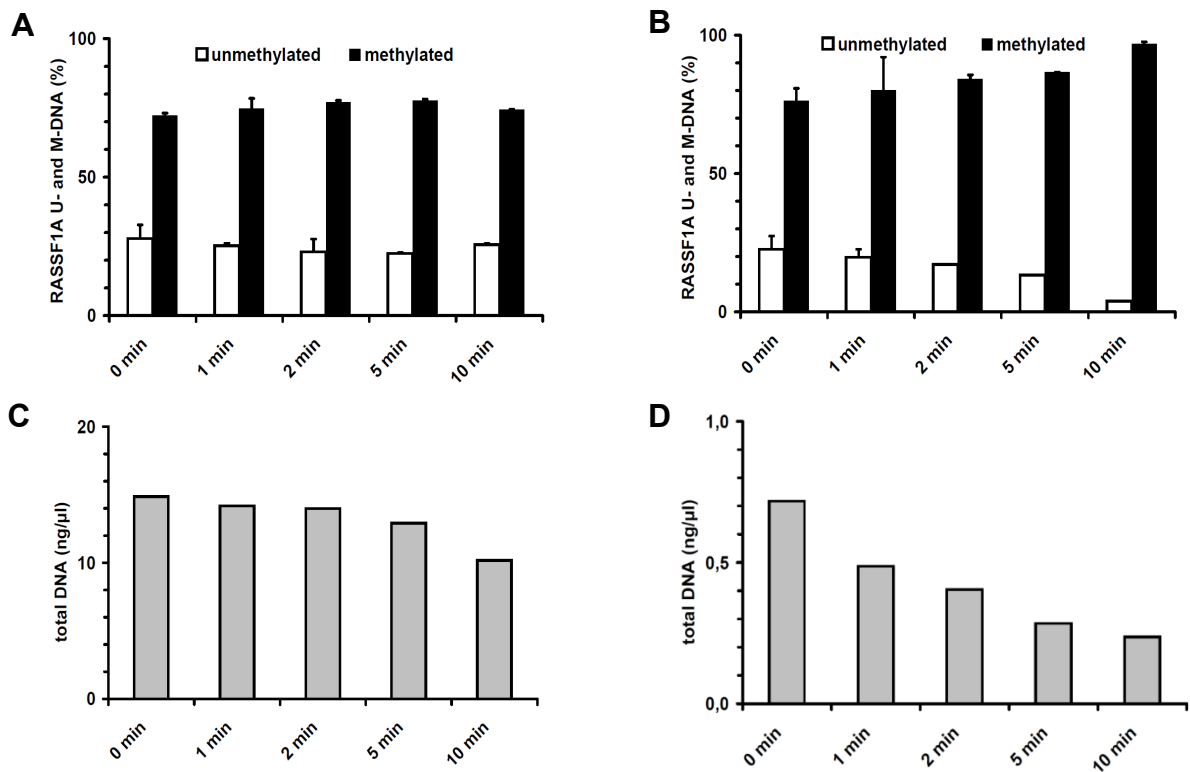 A
100
50
0
RASSF1A U- and M-DNA (%)
unmethylated methylated
0 min 1 min 2 min 5 min 10 min
B
100
50
0
RASSF1A U- and M-DNA (%)
unmethylated methylated
0 min 1 min 2 min 5 min 10 min
C
20
10
0
total DNA (ng/µl)
0 min 1 min 2 min 5 min 10 min
D
1,0
0,5
0,0
total DNA (ng/µl)
0 min 1 min 2 min 5 min 10 min